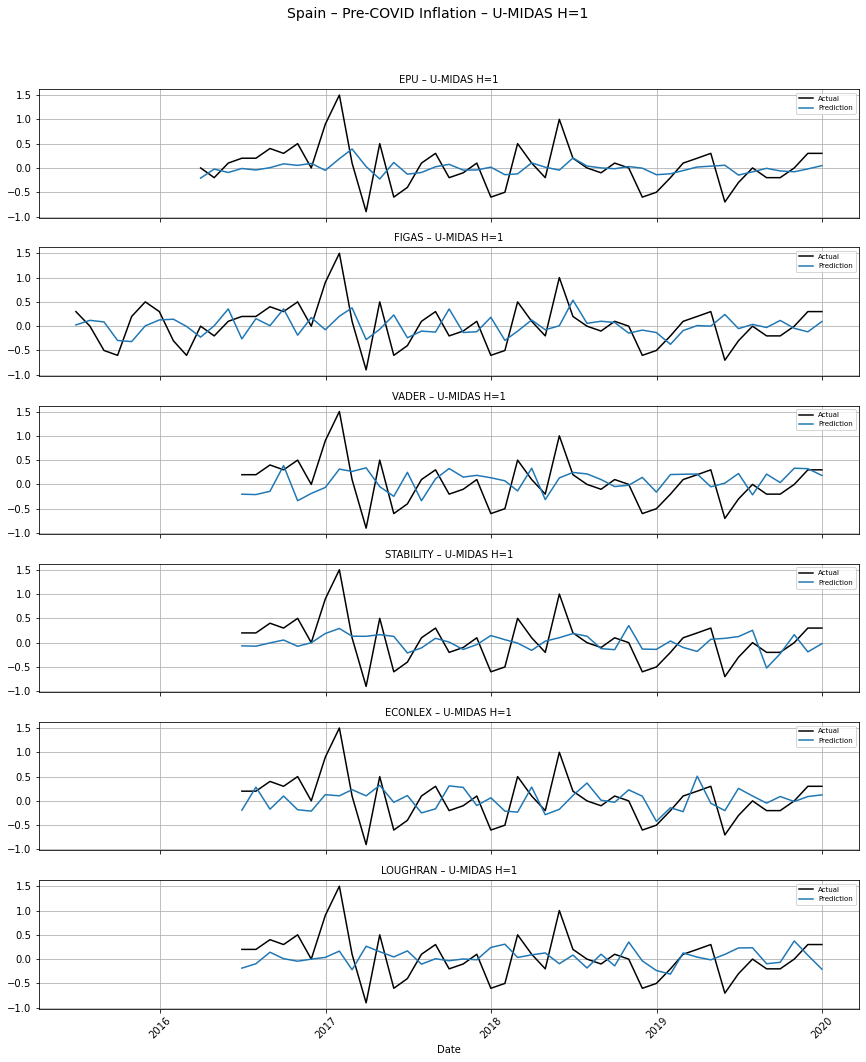 Spain – Pre-COVID Inflation – U-MIDAS H=1
EPU – U-MIDAS H=1
1.5
1.0
0.5
0.0
−0.5
−1.0
Actual
Prediction
FIGAS – U-MIDAS H=1
1.5
1.0
0.5
0.0
−0.5
−1.0
Actual
Prediction
VADER – U-MIDAS H=1
1.5
1.0
0.5
0.0
−0.5
−1.0
Actual
Prediction
STABILITY – U-MIDAS H=1
1.5
1.0
0.5
0.0
−0.5
−1.0
Actual
Prediction
ECONLEX – U-MIDAS H=1
1.5
1.0
0.5
0.0
−0.5
−1.0
Actual
Prediction
LOUGHRAN – U-MIDAS H=1
1.5
1.0
0.5
0.0
−0.5
−1.0
Actual
Prediction
2016
2017
2018
2019
2020
Date